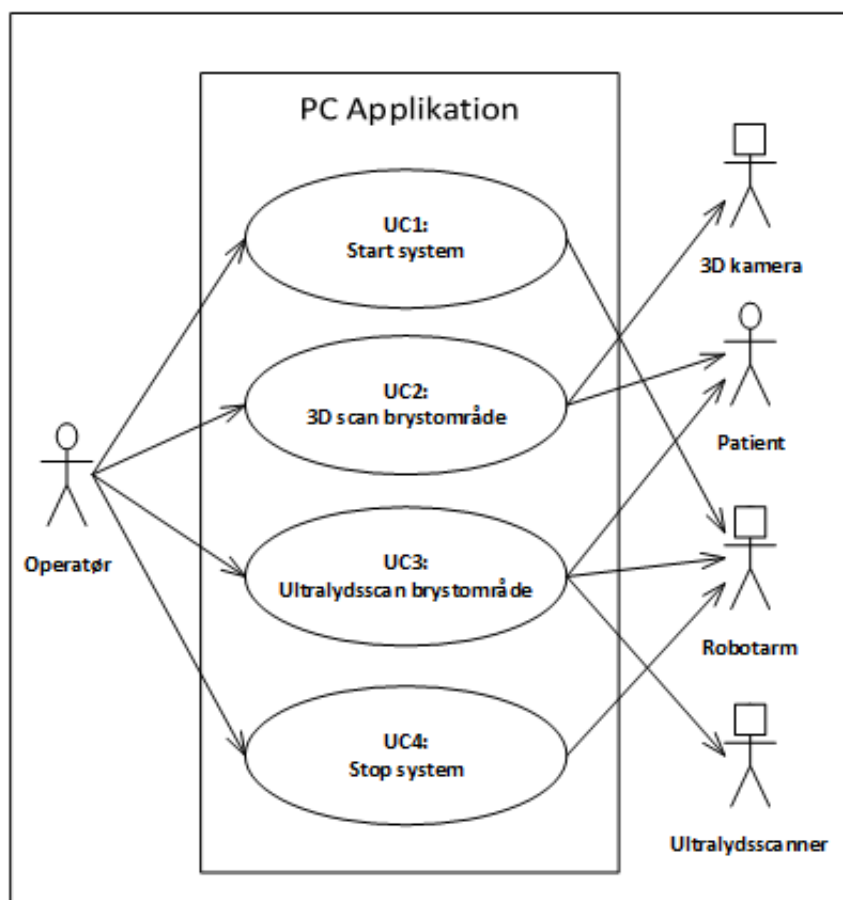 PC Applikation
UC1:
Start system
UC2:
3D scan brystområde
UC3:
Ultralydsscan brystområde
UC4:
Stop system
Operatør
3D kamera
Patient
Robotarm
Ultralydsscanner